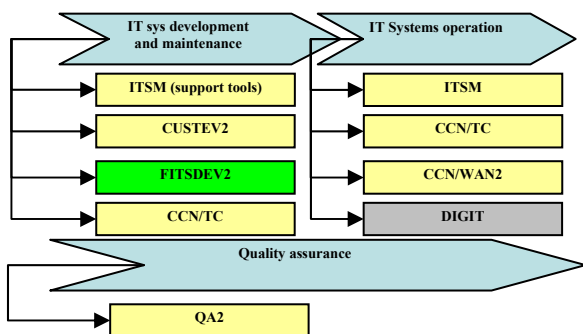 IT sys development
and maintenance
IT Systems operation
ITSM (support tools)
ITSM
CUSTEV2
CCN/TC
FITSDEV2
CCN/WAN2
CCN/TC
DIGIT
Quality assurance
QA2